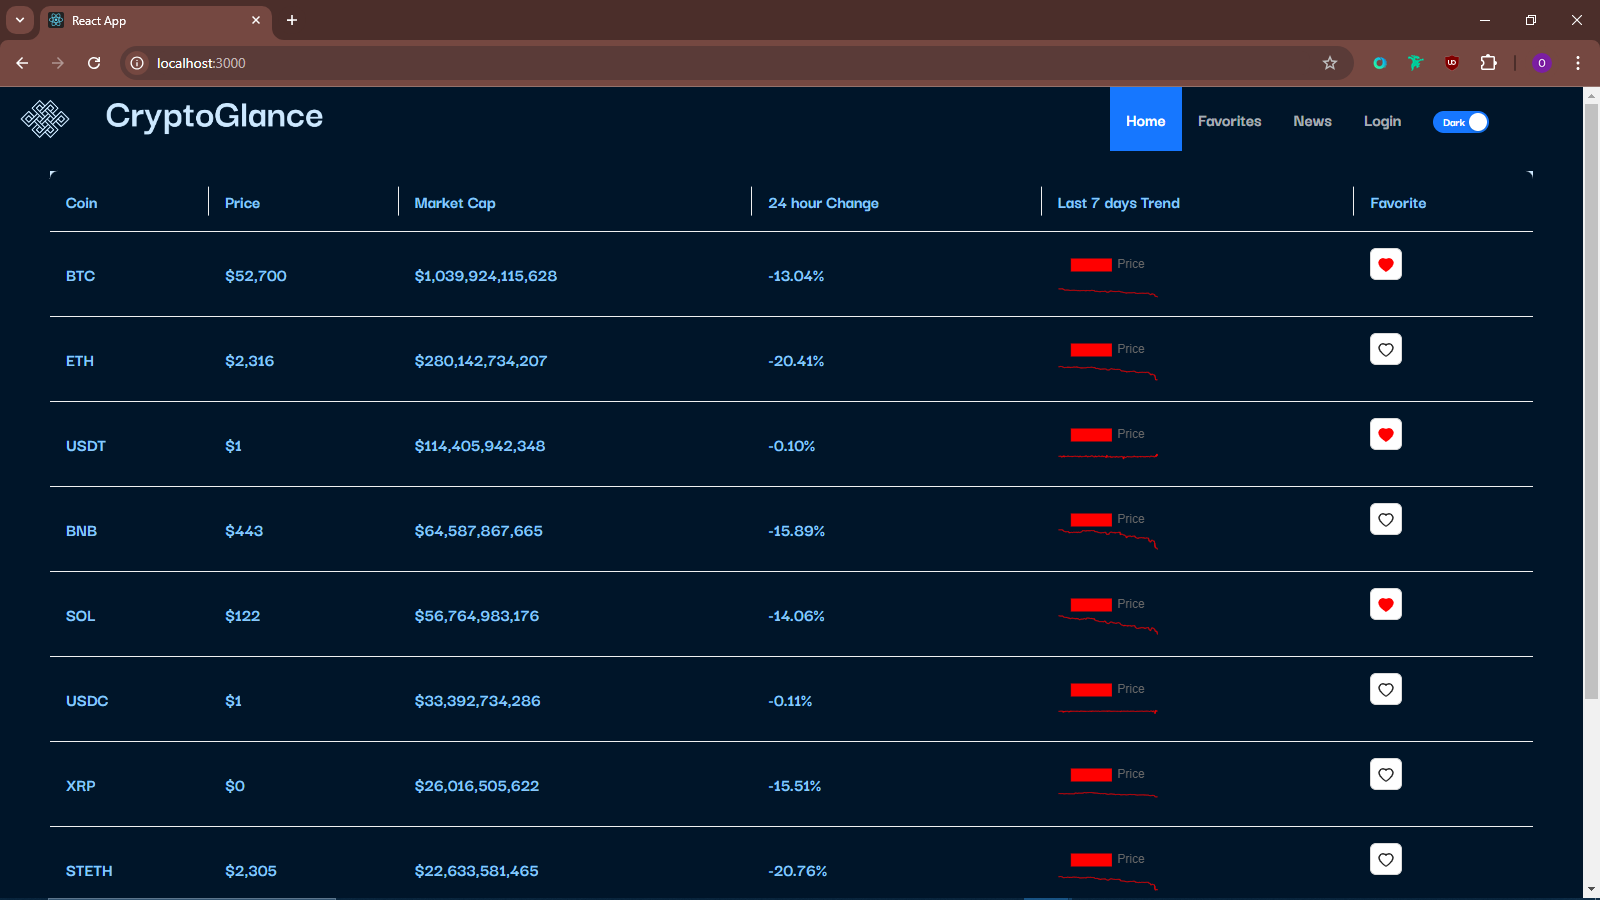 React App
localhost:3000
O
CryptoGlance
Home Favorites News Login Dark
Coin Price Market Cap 24 hour Change Last 7 days Trend Favorite
BTC $52,700 $1,039,924,115,628 -13.04% Price
ETH $2,316 $280,142,734,207 -20.41% Price
USDT $1 $114,405,942,348 -0.10% Price
BNB $443 $64,587,867,665 -15.89% Price
SOL $122 $56,764,983,176 -14.06% Price
USDC $1 $33,392,734,286 -0.11% Price
XRP $0 $26,016,505,622 -15.51% Price
STETH $2,305 $22,633,581,465 -20.76% Price